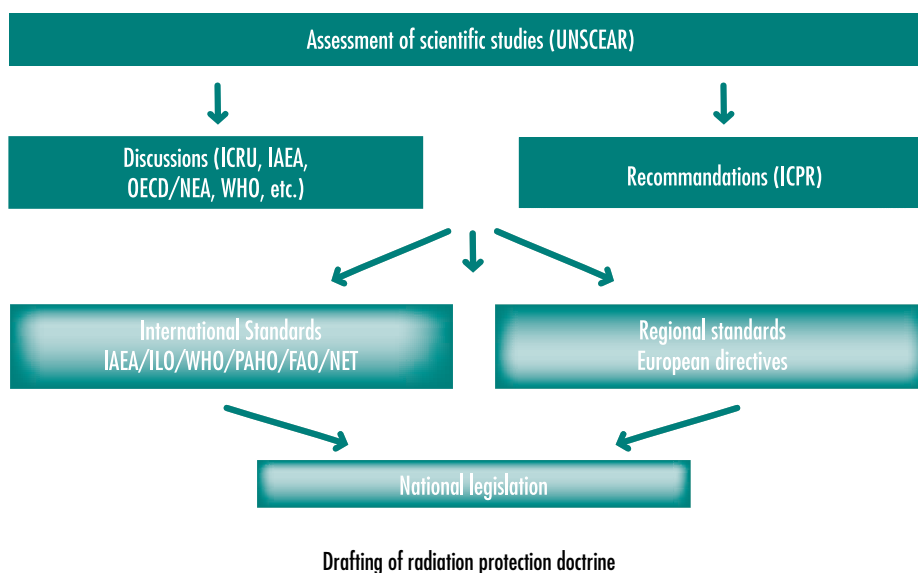 Assessment of scientific studies (UNSCEAR)
Discussions (ICRU, IAEA,
OECD/NEA, WHO, etc.)
Recommandations (ICPR)
International Standards
IAEA/ILO/WHO/PAHO/FAO/NET
Regional standards
European directives
National legislation
Drafting of radiation protection doctrine